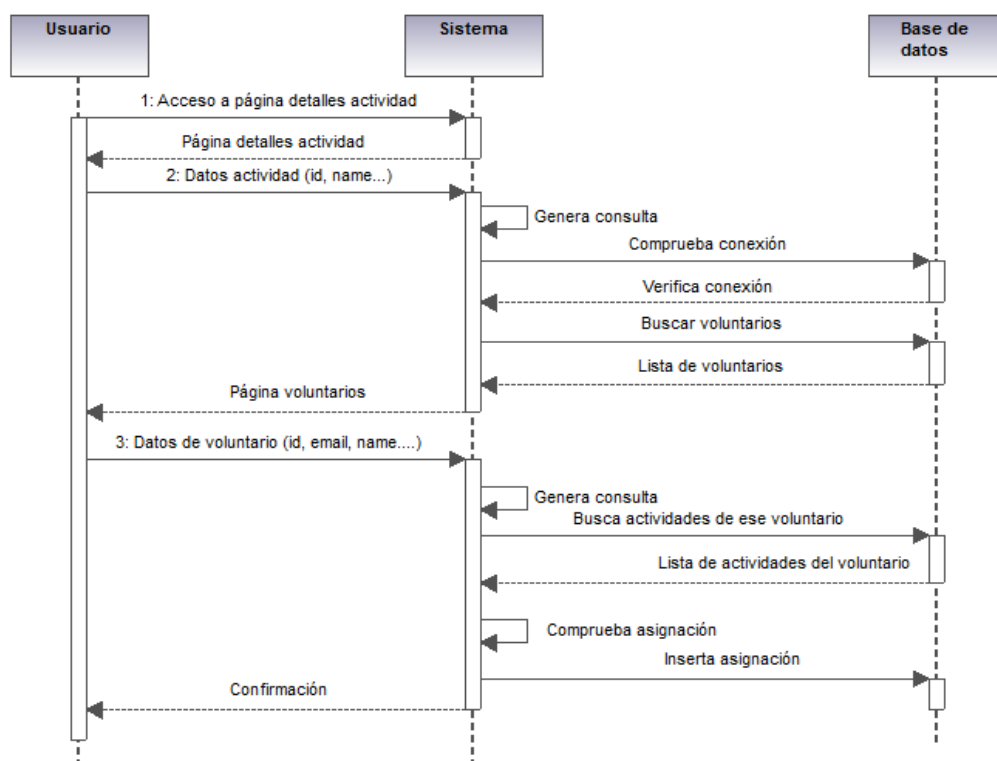 Usuario
Sistema
Base de
datos
1: Acceso a página detalles actividad
Página detalles actividad
2: Datos actividad (id, name...)
Genera consulta
Comprueba conexión
Verifica conexión
Buscar voluntarios
Lista de voluntarios
Página voluntarios
3: Datos de voluntario (id, email, name....)
Genera consulta
Busca actividades de ese voluntario
Lista de actividades del voluntario
Comprueba asignación
Inserta asignación
Confirmación